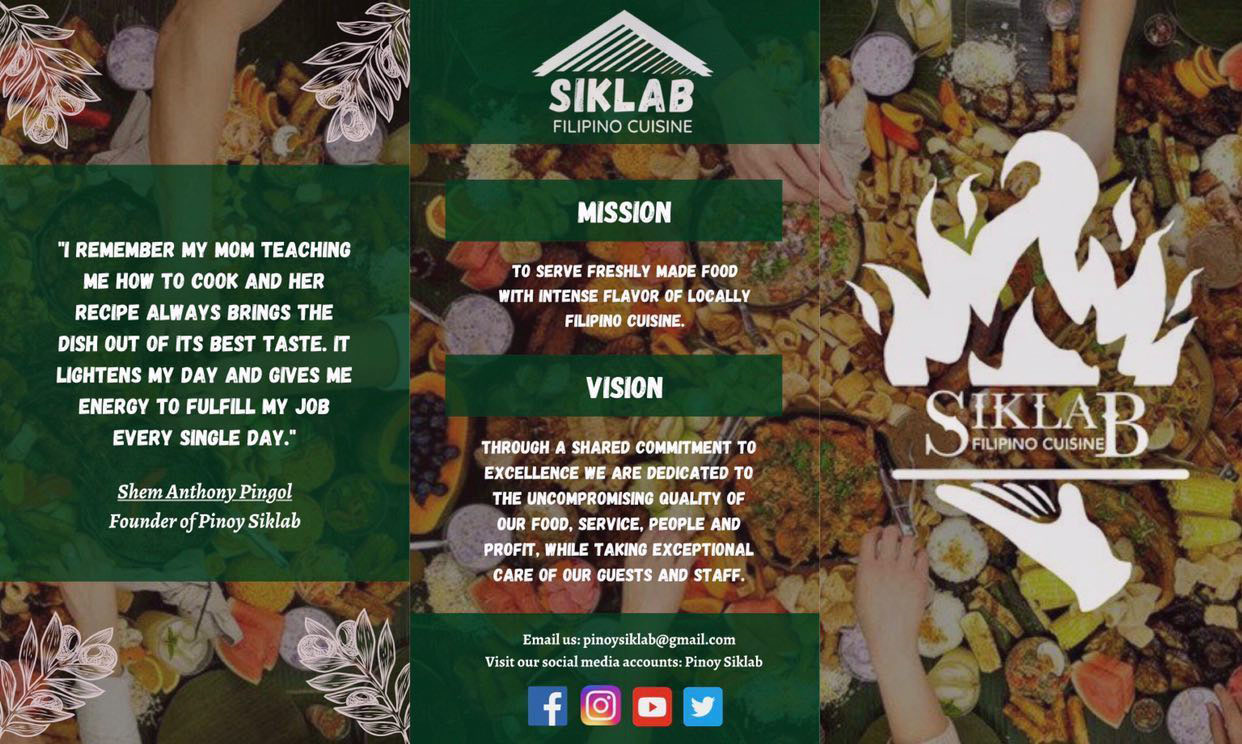 "I REMEMBER MY MOM TEACHING
ME HOW TO COOK AND HER
RECIPE ALWAYS BRINGS THE
DISH OUT OF ITS BEST TASTE. IT
LIGHTENS MY DAY AND GIVES ME
ENERGY TO FULFILL MY JOB
EVERY SINGLE DAY."
Shem Anthony Pingol
Founder of Pinoy Siklab
SIKLAB
FILIPINO CUISINE
MISSION
TO SERVE FRESHLY MADE FOOD
WITH INTENSE FLAVOR OF LOCALLY
FILIPINO CUISINE.
VISION
THROUGH A SHARED COMMITMENT TO
EXCELLENCE WE ARE DEDICATED TO
THE UNCOMPROMISING QUALITY OF
OUR FOOD, SERVICE, PEOPLE AND
PROFIT, WHILE TAKING EXCEPTIONAL
CARE OF OUR GUESTS AND STAFF.
Email us: pinoysiklab@gmail.com
Visit our social media accounts: Pinoy Siklab
SIKLAB
FILIPINO CUISINE